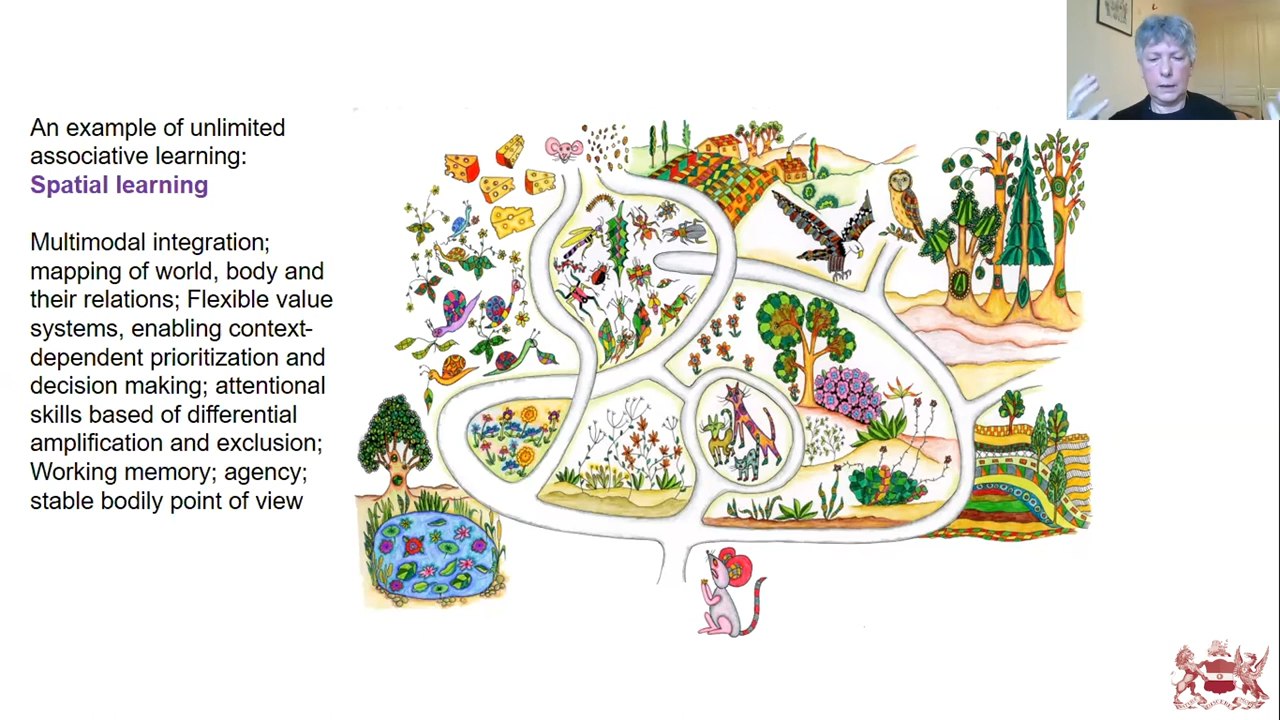 An example of unlimited
associative learning:
Spatial learning
Multimodal integration;
mapping of world, body and
their relations; Flexible value
systems, enabling context-
dependent prioritization and
decision making; attentional
skills based of differential
amplification and exclusion;
Working memory; agency;
stable bodily point of view